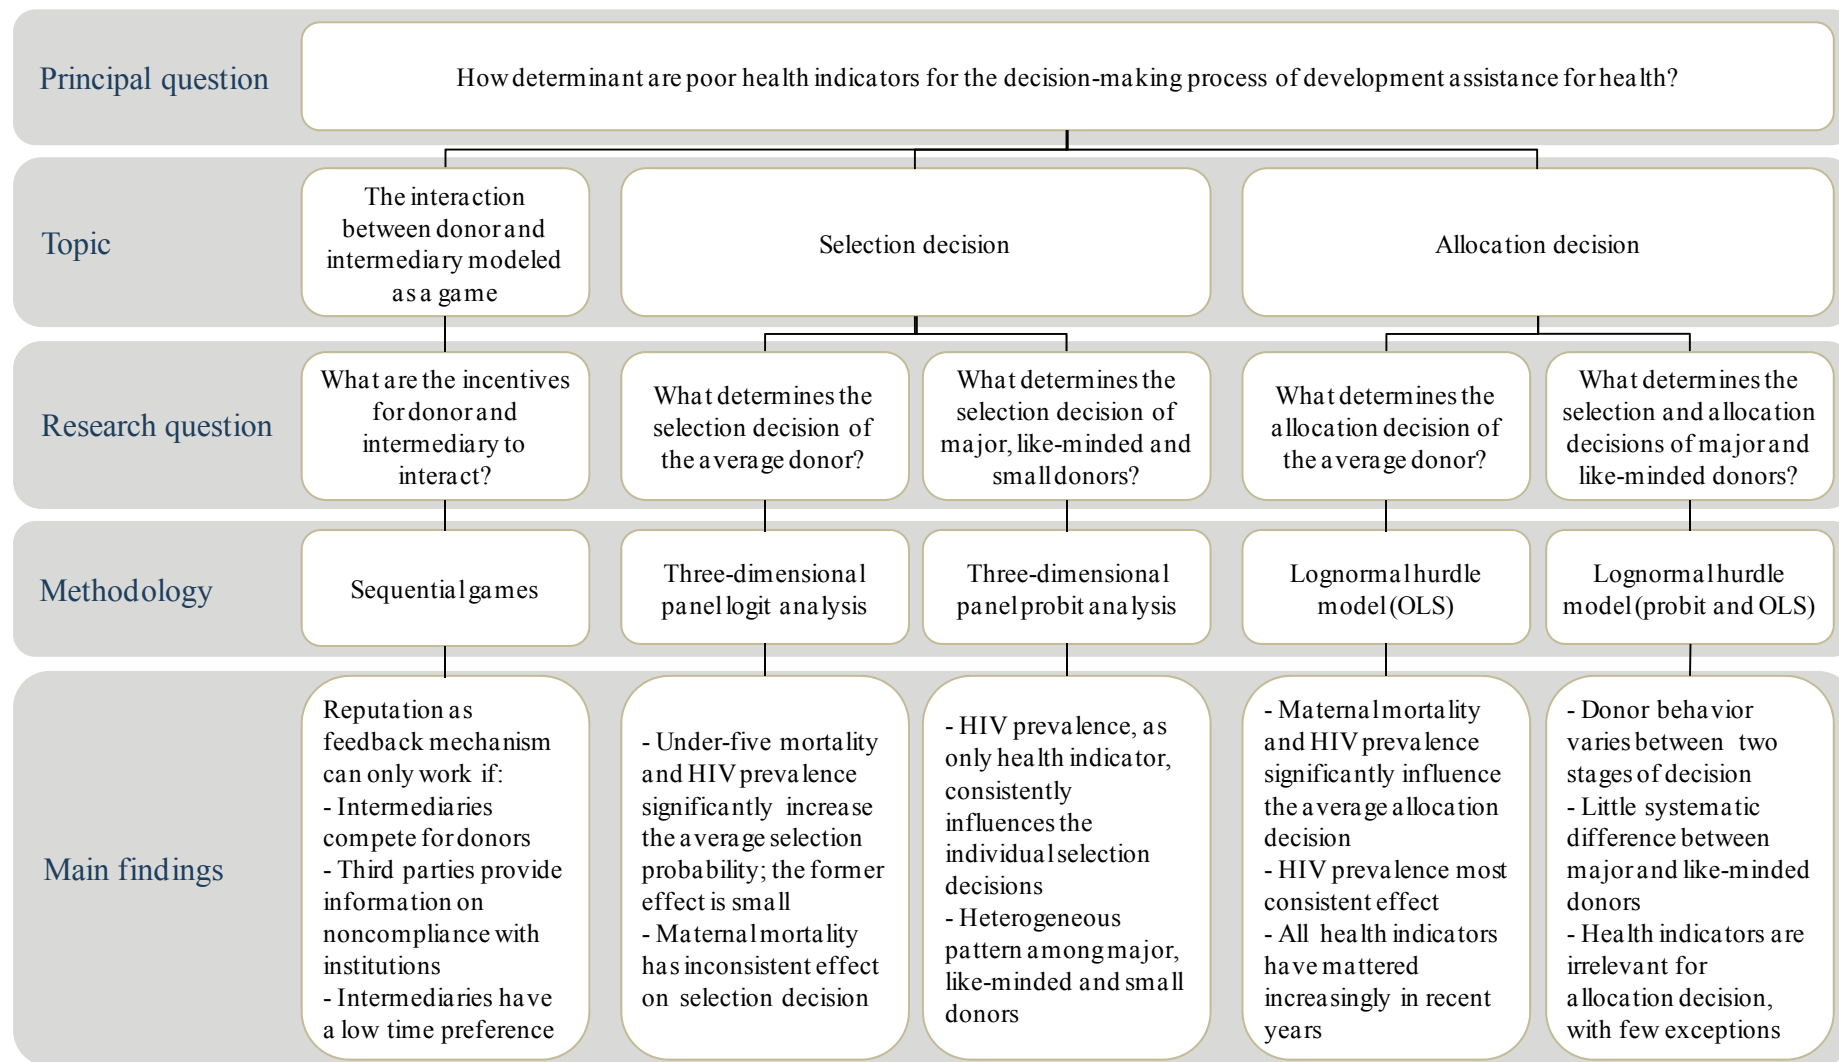 Principal question
How determinant are poor health indicators for the decision-making process of development assistance for health?
Topic
The interaction
between donor and
intermediary modeled
as a game
Selection decision
Allocation decision
Research question
What are the incentives
for donor and
intermediary to
interact?
What determines the
selection decision of
the average donor?
What determines the
selection decision of
major, like-minded and
small donors?
What determines the
allocation decision of
the average donor?
What determines the
selection and allocation
decisions of major and
like-minded donors?
Methodology
Sequential games
Three-dimensional
panel logit analysis
Three-dimensional
panel probit analysis
Lognormal hurdle
model (OLS)
Lognormal hurdle
model (probit and OLS)
Main findings
Reputation as
feedback mechanism
can only work if:
- Intermediaries
compete for donors
- Third parties provide
information on
noncompliance with
institutions
- Intermediaries have
a low time preference
- Under-five mortality
and HIV prevalence
significantly increase
the average selection
probability; the former
effect is small
- Maternal mortality
has inconsistent effect
on selection decision
- HIV prevalence, as
only health indicator,
consistently
influences the
individual selection
decisions
- Heterogeneous
pattern among major,
like-minded and small
donors
- Maternal mortality
and HIV prevalence
significantly influence
the average allocation
decision
- HIV prevalence most
consistent effect
- All health indicators
have mattered
increasingly in recent
years
- Donor behavior
varies between two
stages of decision
- Little systematic
difference between
major and like-minded
donors
- Health indicators are
irrelevant for
allocation decision,
with few exceptions